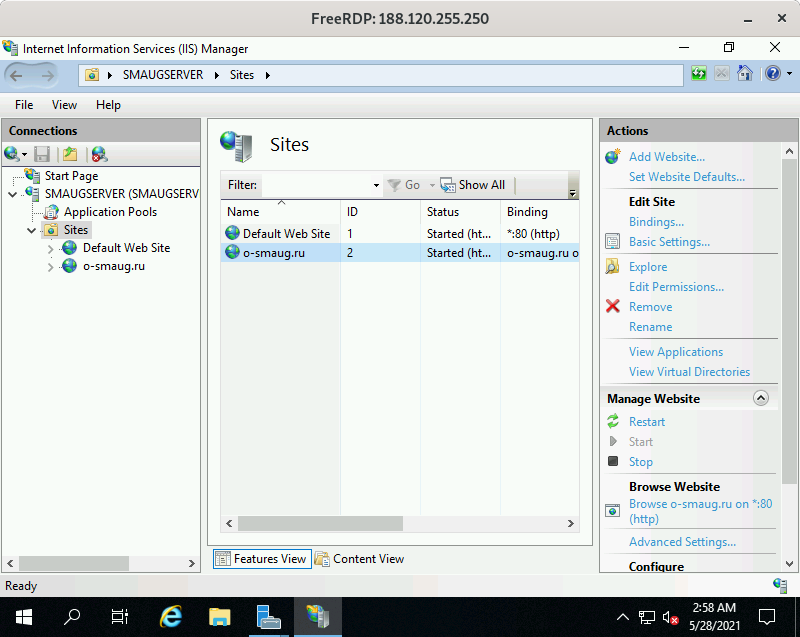 FreeRDP: 188.120.255.250
Internet Information Services (IIS) Manager
SMAUGSERVER Sites
File View Help
Connections
Start Page
SMAUGSERVER (SMAUGSERV
Application Pools
Sites
Default Web Site
o-smaug.ru
Sites
Filter: Go Show All
Name ID Status Binding
Default Web Site 1 Started (ht... *:80 (http)
o-smaug.ru 2 Started (ht... o-smaug.ru o
Features View Content View
Actions
Add Website...
Set Website Defaults...
Edit Site
Bindings...
Basic Settings...
Explore
Edit Permissions...
Remove
Rename
View Applications
View Virtual Directories
Manage Website
Restart
Start
Stop
Browse Website
Browse o-smaug.ru on *:80
(http)
Advanced Settings...
Configure
Ready
2:58 AM
5/28/2021